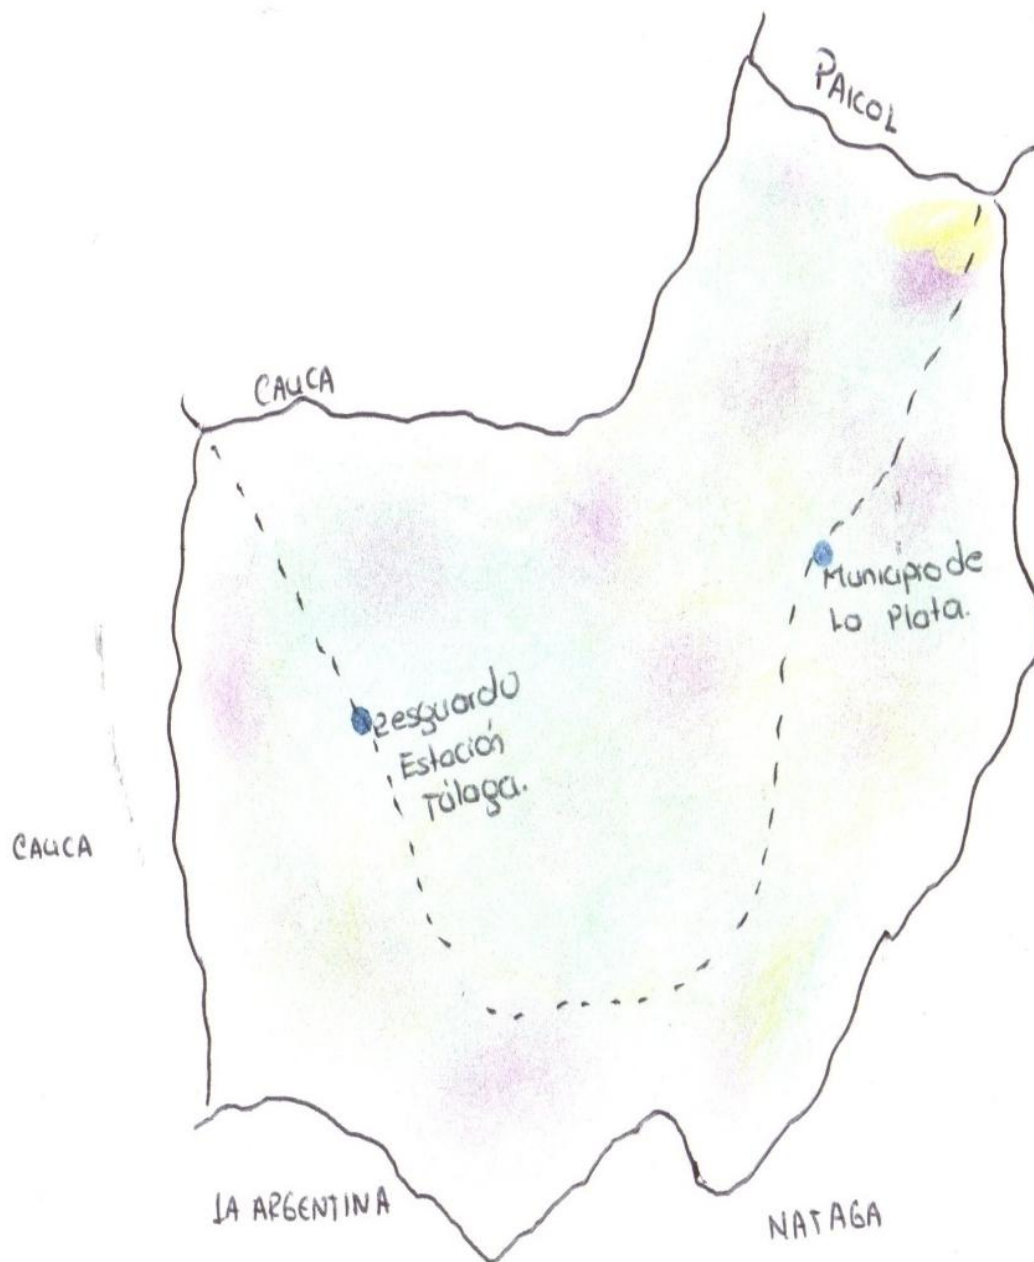 PAICOL
CAUCA
Municipio de
La Plata.
Resguardo
Estación
Tálaga.
CAUCA
LA ARGENTINA
NATAGA